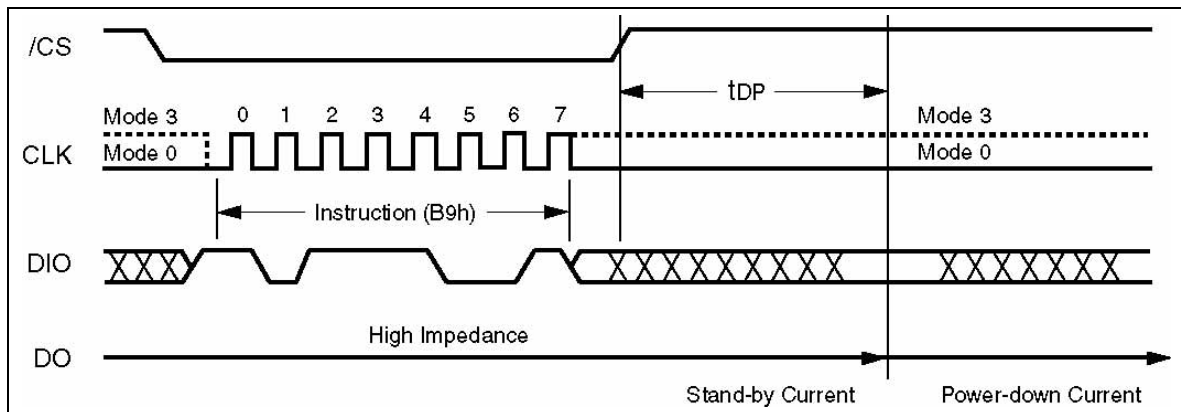 /CS
tDP
Mode 3 0 1 2 3 4 5 6 7 Mode 3
CLK Mode 0 Mode 0
Instruction (B9h)
DIO
High Impedance
DO
Stand-by Current Power-down Current